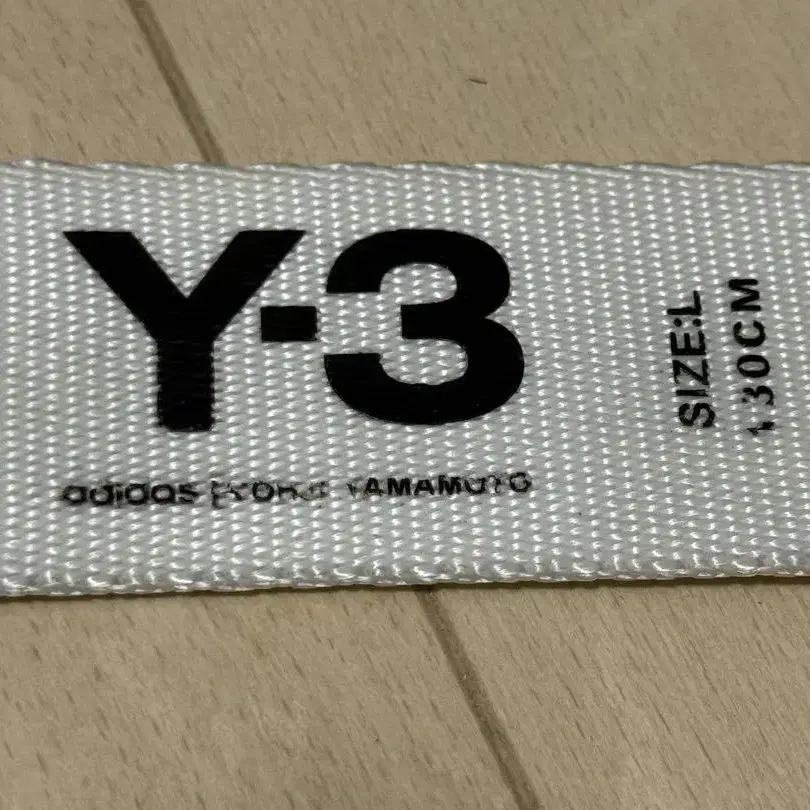 Y-3
adidas YOHJI YAMAMOTO
SIZE:L
130CM